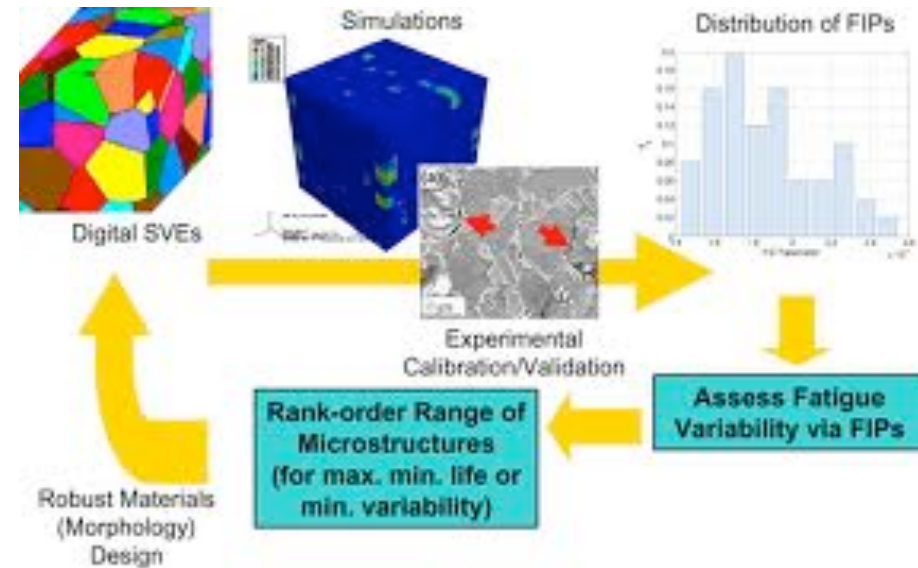 Simulations
Distribution of FIPs
Digital SVEs
Experimental
Calibration/Validation
Assess Fatigue
Variability via FIPs
Rank-order Range of
Microstructures
(for max. min. life or
min. variability)
Robust Materials
(Morphology)
Design